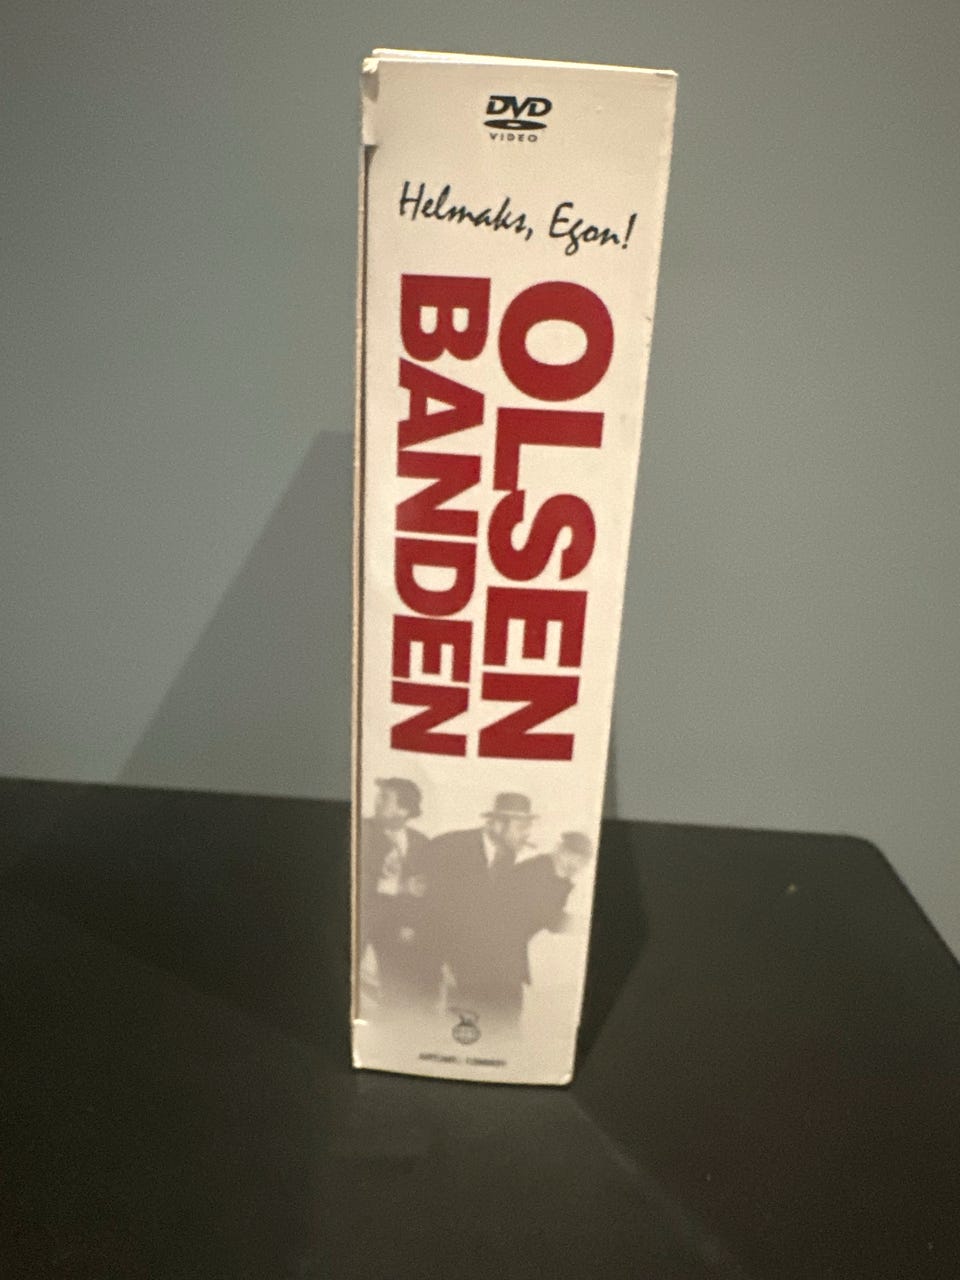 DVD
VIDEO
Helmaks, Egon!
OLSEN
BANDEN